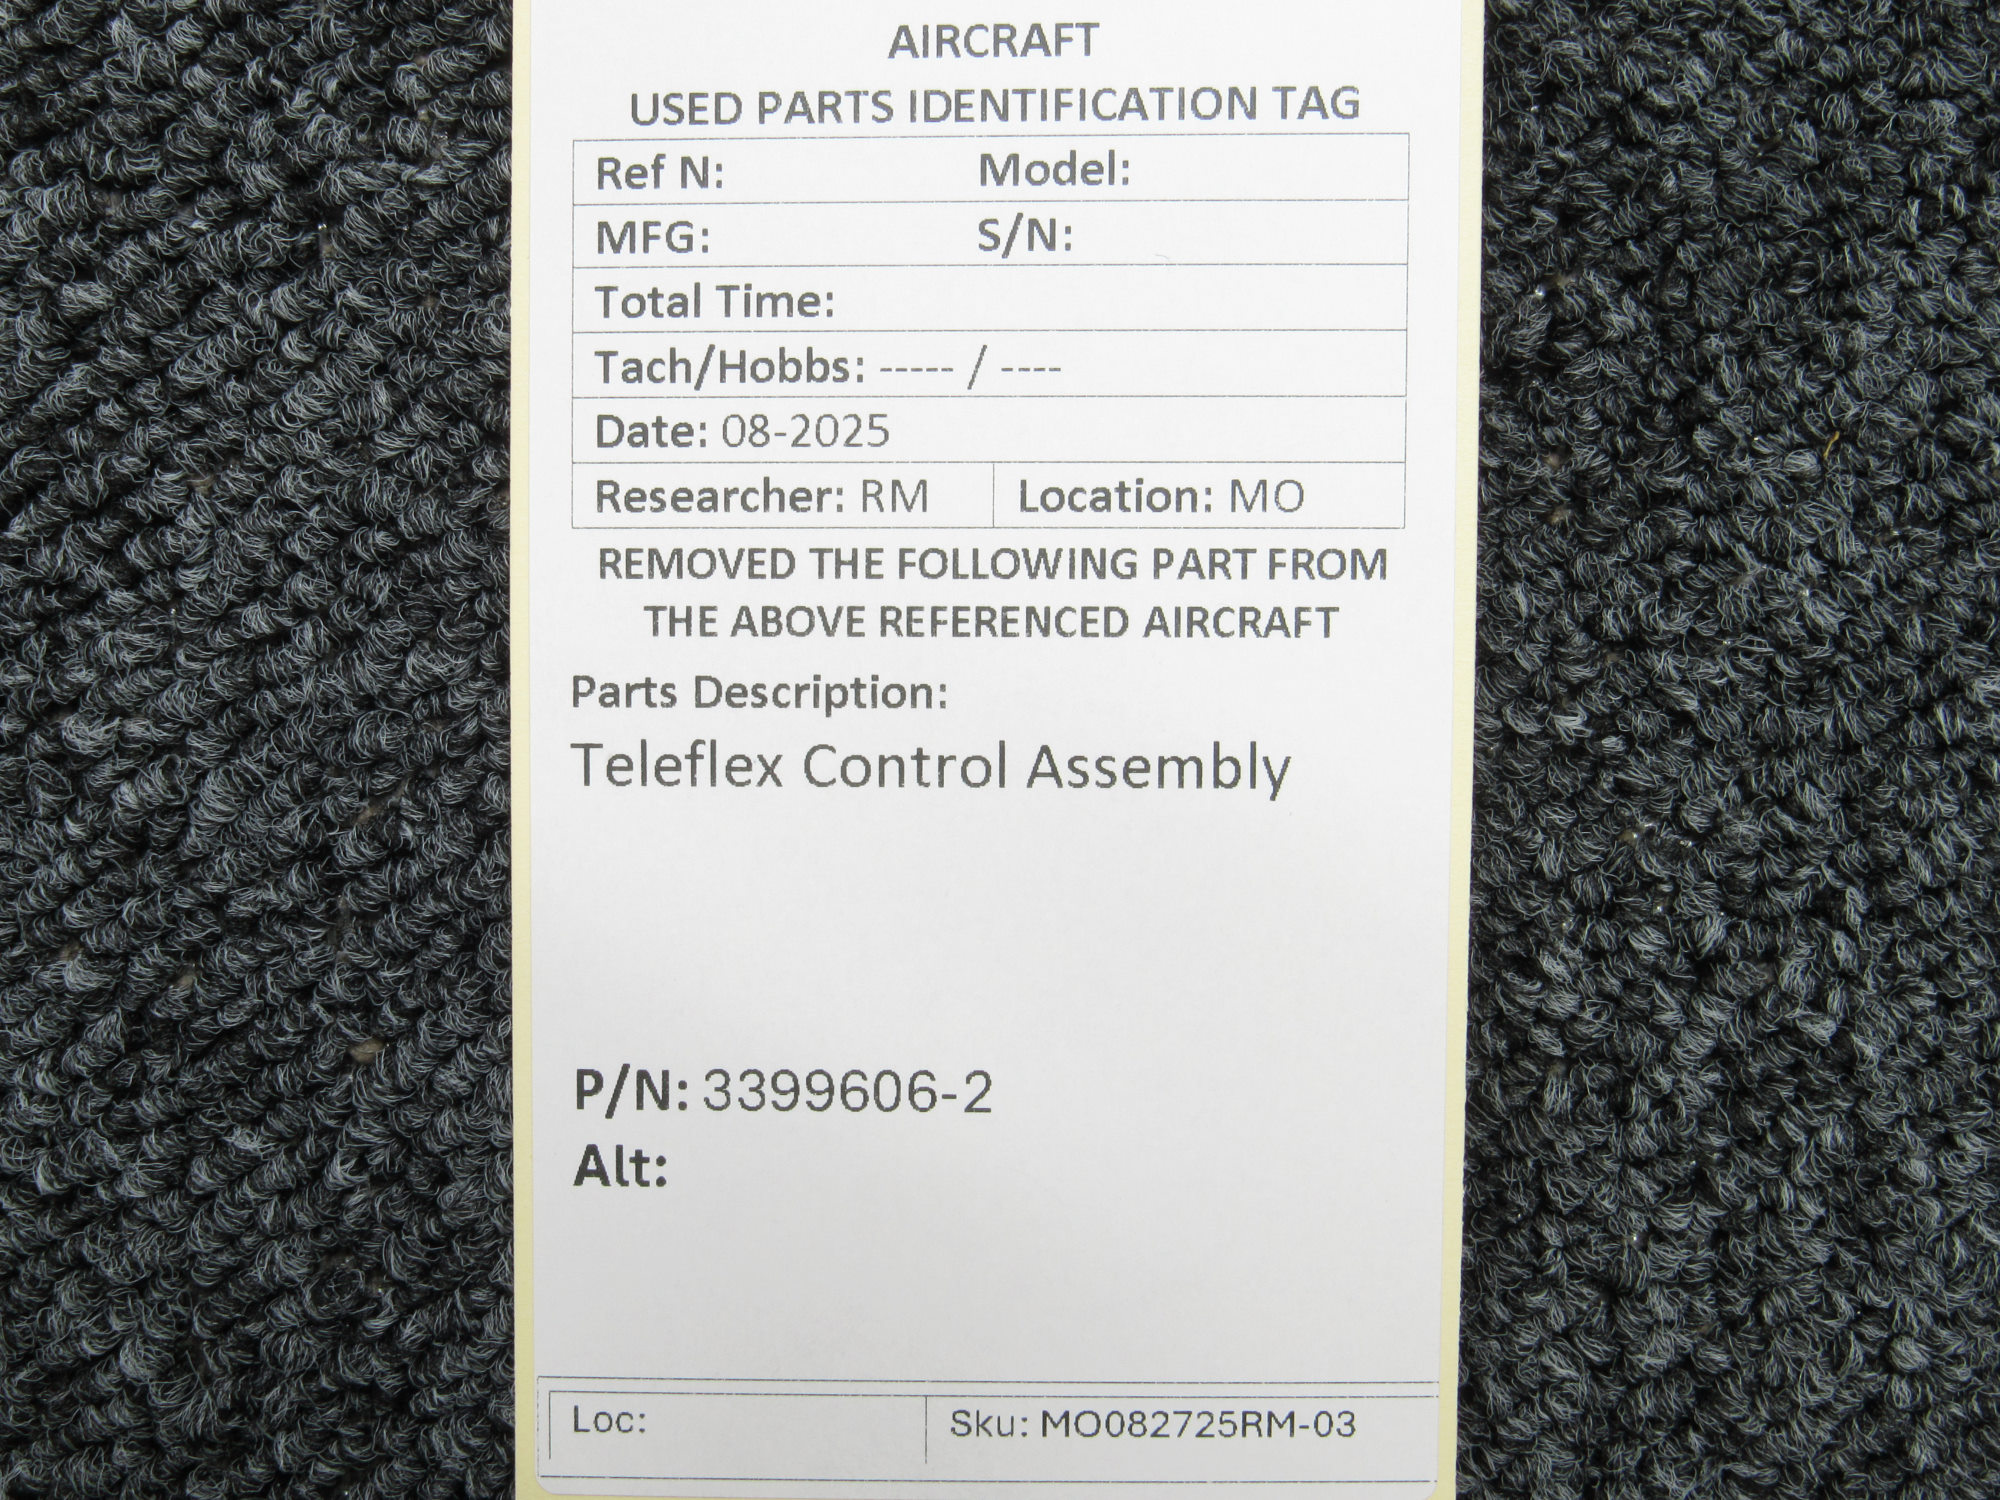 AIRCRAFT
USED PARTS IDENTIFICATION TAG
Ref N: Model:
MFG: S/N:
Total Time:
Tach/Hobbs: ----- / ----
Date: 08-2025
Researcher: RM Location: MO
REMOVED THE FOLLOWING PART FROM
THE ABOVE REFERENCED AIRCRAFT
Parts Description:
Teleflex Control Assembly
P/N: 3399606-2
Alt:
Loc: Sku: MO082725RM-03